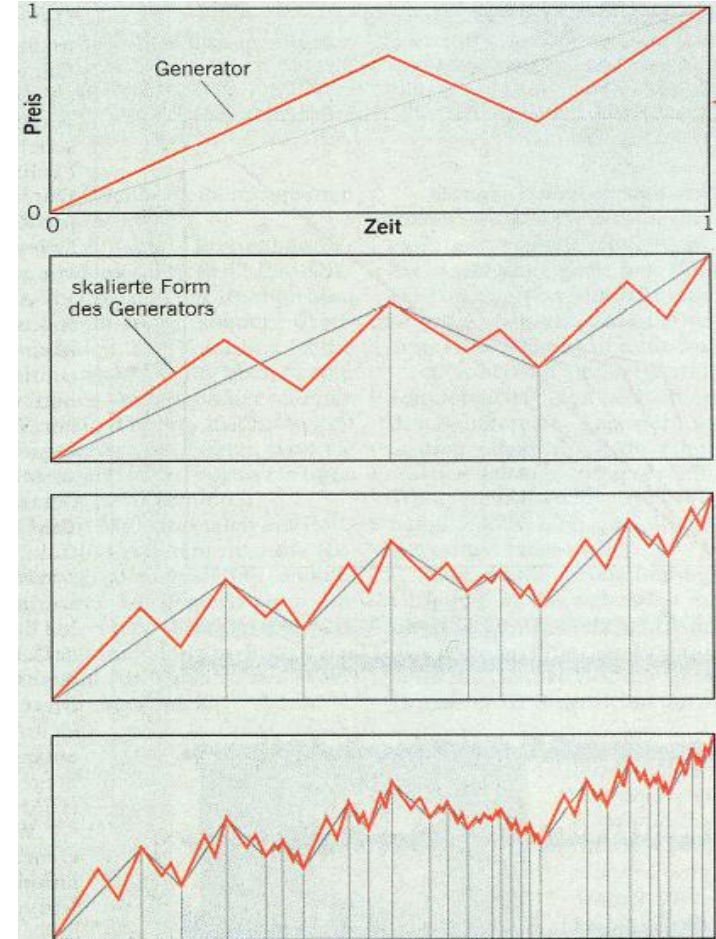 1
Generator
Preis
0
0
Zeit
1
skalierte Form
des Generators